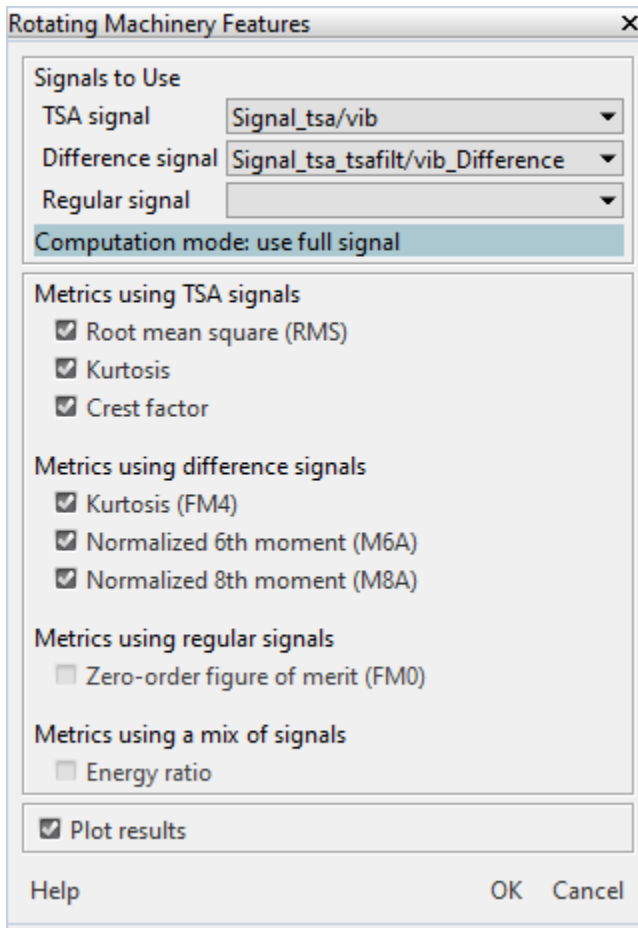 Rotating Machinery Features
Signals to Use
TSA signal Signal_tsa/vib
Difference signal Signal_tsa_tsafilt/vib_Difference
Regular signal
Computation mode: use full signal
Metrics using TSA signals
Root mean square (RMS)
Kurtosis
Crest factor
Metrics using difference signals
Kurtosis (FM4)
Normalized 6th moment (M6A)
Normalized 8th moment (M8A)
Metrics using regular signals
Zero-order figure of merit (FM0)
Metrics using a mix of signals
Energy ratio
Plot results
Help OK Cancel